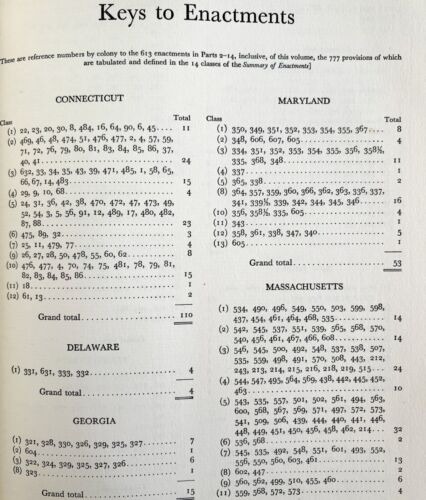 Keys to Enactments
[These are reference numbers by colony to the 613 enactments in Parts 2–14, inclusive, of this volume, the 777 provisions of which
are tabulated and defined in the 14 classes of the Summary of Enactments]
CONNECTICUT
Class Total
(1) 22, 23, 20, 30, 8, 484, 16, 64, 90, 6, 45.... 11
(2) 469, 46, 48, 474, 51, 476, 477, 2, 4, 57, 59,
71, 72, 76, 79, 80, 81, 83, 84, 85, 86, 37,
40, 41........ 24
(3) 632, 33, 34, 35, 43, 39, 471, 485, 1, 58, 65,
66, 67, 14, 483........ 15
(4) 29, 9, 10, 68........ 4
(5) 24, 31, 36, 42, 38, 470, 472, 47, 473, 49,
52, 54, 3, 5, 56, 91, 12, 489, 17, 480, 482,
87, 88........ 23
(6) 475, 89, 32........ 3
(7) 25, 11, 479, 77........ 4
(9) 26, 27, 28, 50, 478, 55, 60, 62........ 8
(10) 476, 477, 4, 70, 74, 75, 481, 78, 79, 81,
82, 83, 84, 85, 86........ 15
(11) 18........ 1
(12) 61, 13........ 2
Grand total........ 110
DELAWARE
(1) 331, 631, 333, 332........ 4
Grand total........ 4
GEORGIA
(1) 321, 328, 330, 326, 329, 325, 327........ 7
(2) 604........ 1
(3) 322, 324, 329, 325, 327, 326........ 6
(8) 323........ 1
Grand total........ 15
MARYLAND
Class Total
(1) 350, 349, 351, 352, 353, 354, 355, 367.... 8
(2) 348, 606, 607, 605........ 4
(3) 334, 351, 352, 353, 354, 355, 356, 358½,
335, 368, 348........ 11
(4) 337........ 1
(5) 365, 338........ 2
(8) 364, 357, 359, 360, 366, 362, 363, 336, 337,
341, 339½, 339, 342, 344, 345, 346........ 16
(10) 356, 358½, 335, 605........ 4
(11) 343........ 1
(12) 358, 361, 338, 347, 340........ 5
(13) 605........ 1
Grand total........ 53
MASSACHUSETTS
(1) 534, 490, 496, 549, 550, 503, 599, 598,
437, 454, 461, 464, 468, 535........ 14
(2) 542, 545, 537, 551, 539, 565, 568, 570,
540, 456, 461, 467, 466, 608........ 14
(3) 546, 545, 500, 492, 548, 537, 538, 507,
535, 559, 498, 491, 570, 508, 443, 212,
243, 213, 214, 215, 216, 218, 219, 515.... 24
(4) 544, 547, 495, 564, 569, 438, 442, 445, 452,
463........ 10
(5) 543, 535, 557, 501, 502, 561, 494, 563,
600, 568, 567, 569, 571, 497, 572, 573,
541, 509, 506, 439, 444, 440, 441, 446,
448, 449, 451, 450, 456, 458, 462, 214.... 32
(6) 536, 568........ 2
(7) 535, 505, 492, 548, 551, 601, 493, 552,
556, 550, 560, 603, 461........ 13
(8) 602, 447........ 2
(9) 560, 562, 499, 510, 455, 460........ 6
(11) 559, 568, 572, 573........